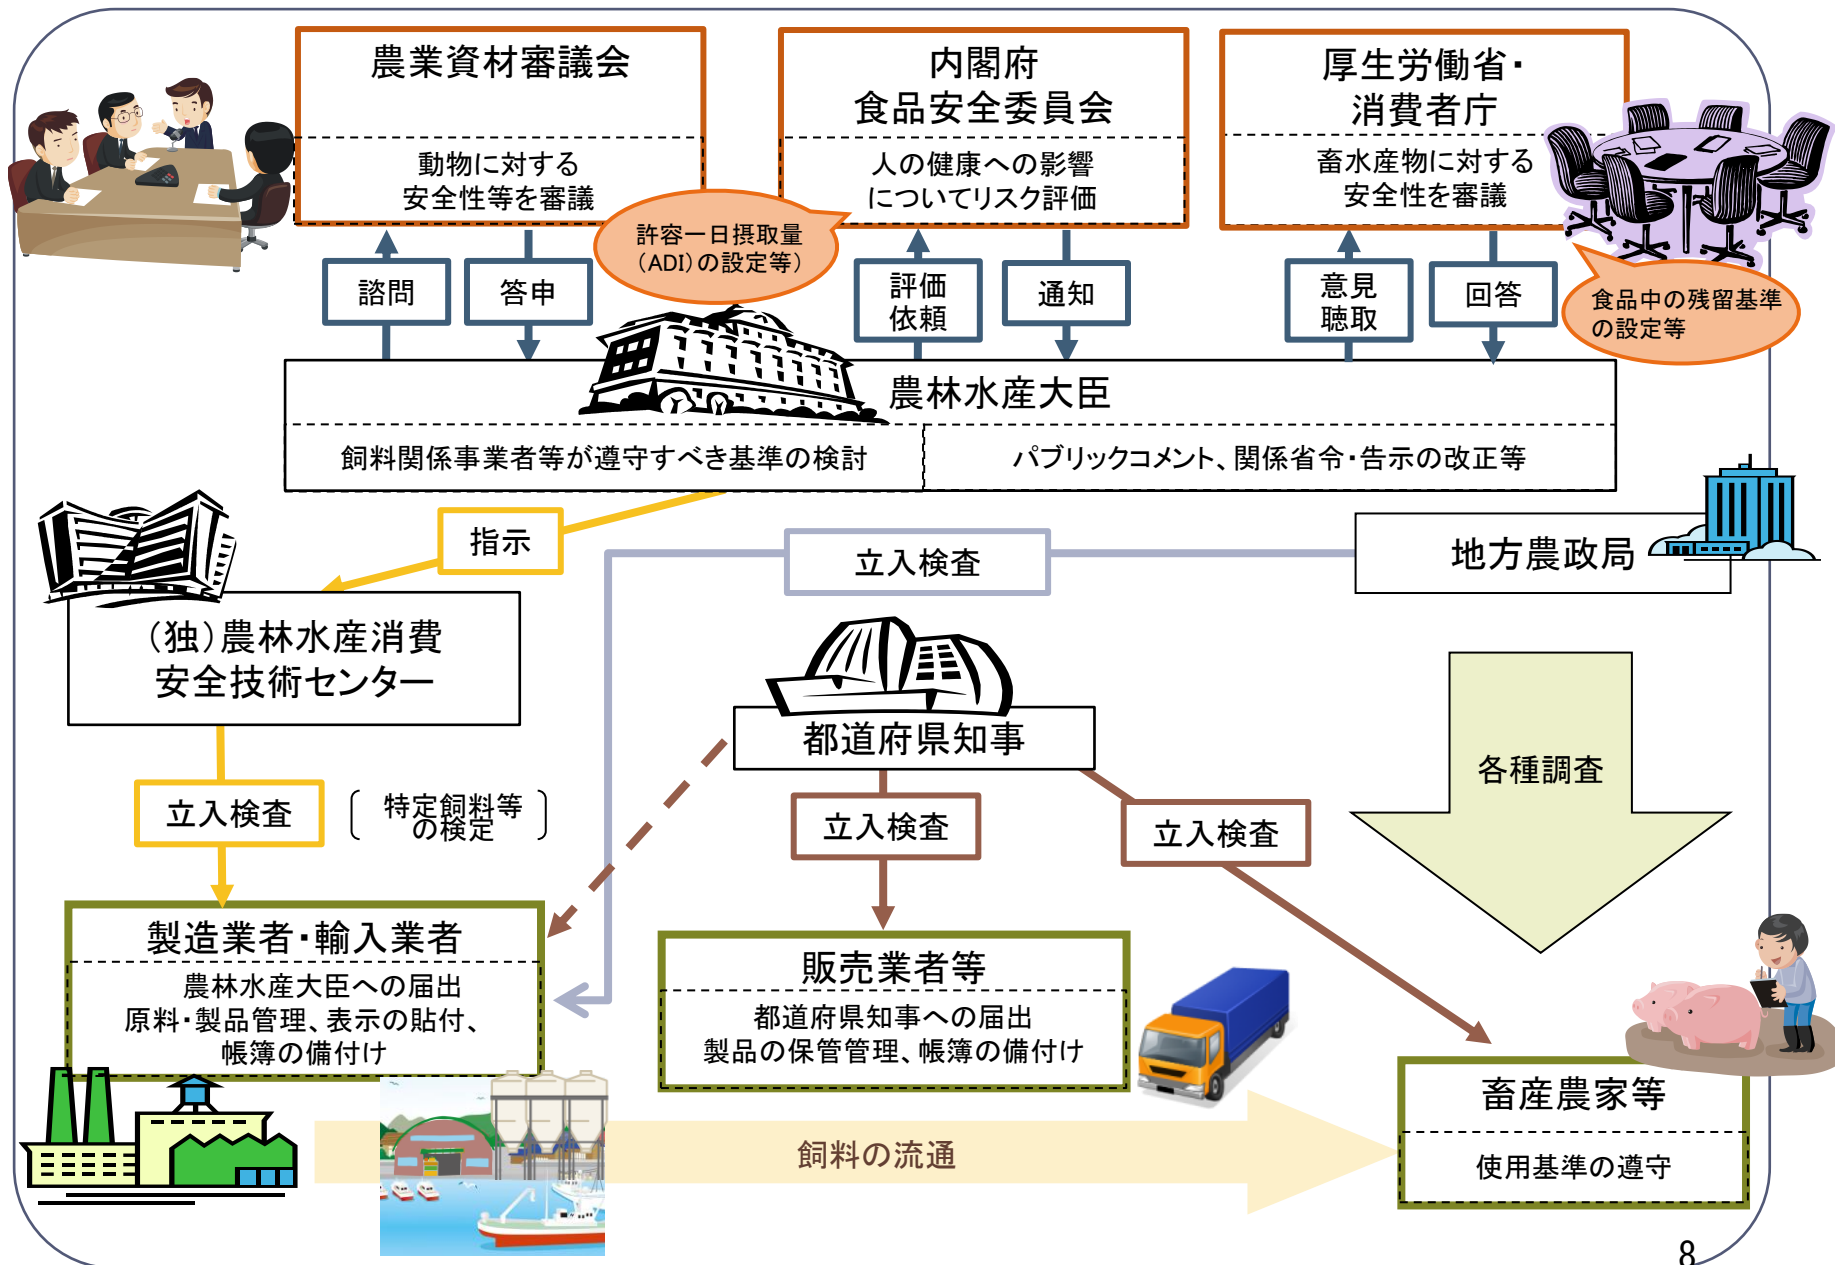 農業資材審議会
動物に対する
安全性等を審議
内閣府
食品安全委員会
人の健康への影響
についてリスク評価
厚生労働省・
消費者庁
畜水産物に対する
安全性を審議
許容一日摂取量
（ADI）の設定等）
食品中の残留基準
の設定等
諮問
答申
評価
依頼
通知
意見
聴取
回答
農林水産大臣
飼料関係事業者等が遵守すべき基準の検討
パブリックコメント、関係省令・告示の改正等
指示
立入検査
地方農政局
（独）農林水産消費
安全技術センター
都道府県知事
各種調査
立入検査
特定飼料等
の検定
立入検査
立入検査
製造業者・輸入業者
農林水産大臣への届出
原料・製品管理、表示の貼付、
帳簿の備付け
販売業者等
都道府県知事への届出
製品の保管管理、帳簿の備付け
畜産農家等
使用基準の遵守
飼料の流通
8